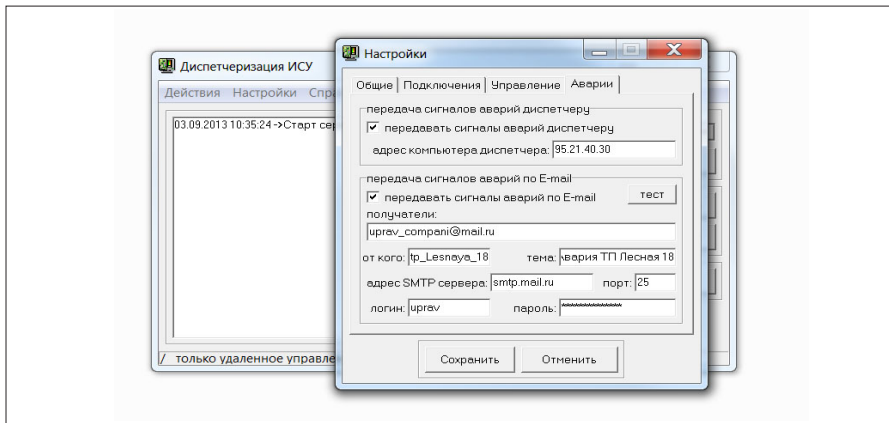 Диспетчеризация ИСУ
Действия Настройки
03.09.2013 10:35:24->Старт
/ только удаленное
Настройки
Общие Подключения Управление Аварии
передача сигналов аварий диспетчеру
передавать сигналы аварий диспетчеру
адрес компьютера диспетчера: 95.21.40.30
передача сигналов аварий по E-mail
передавать сигналы аварий по E-mail тест
получатели:
uprav_compani@mail.ru
от кого: tp_Lesnaya_18 тема: вария ТП Лесная 18
адрес SMTP сервера: smtp.mail.ru порт: 25
логин: uprav пароль: **************
Сохранить Отменить